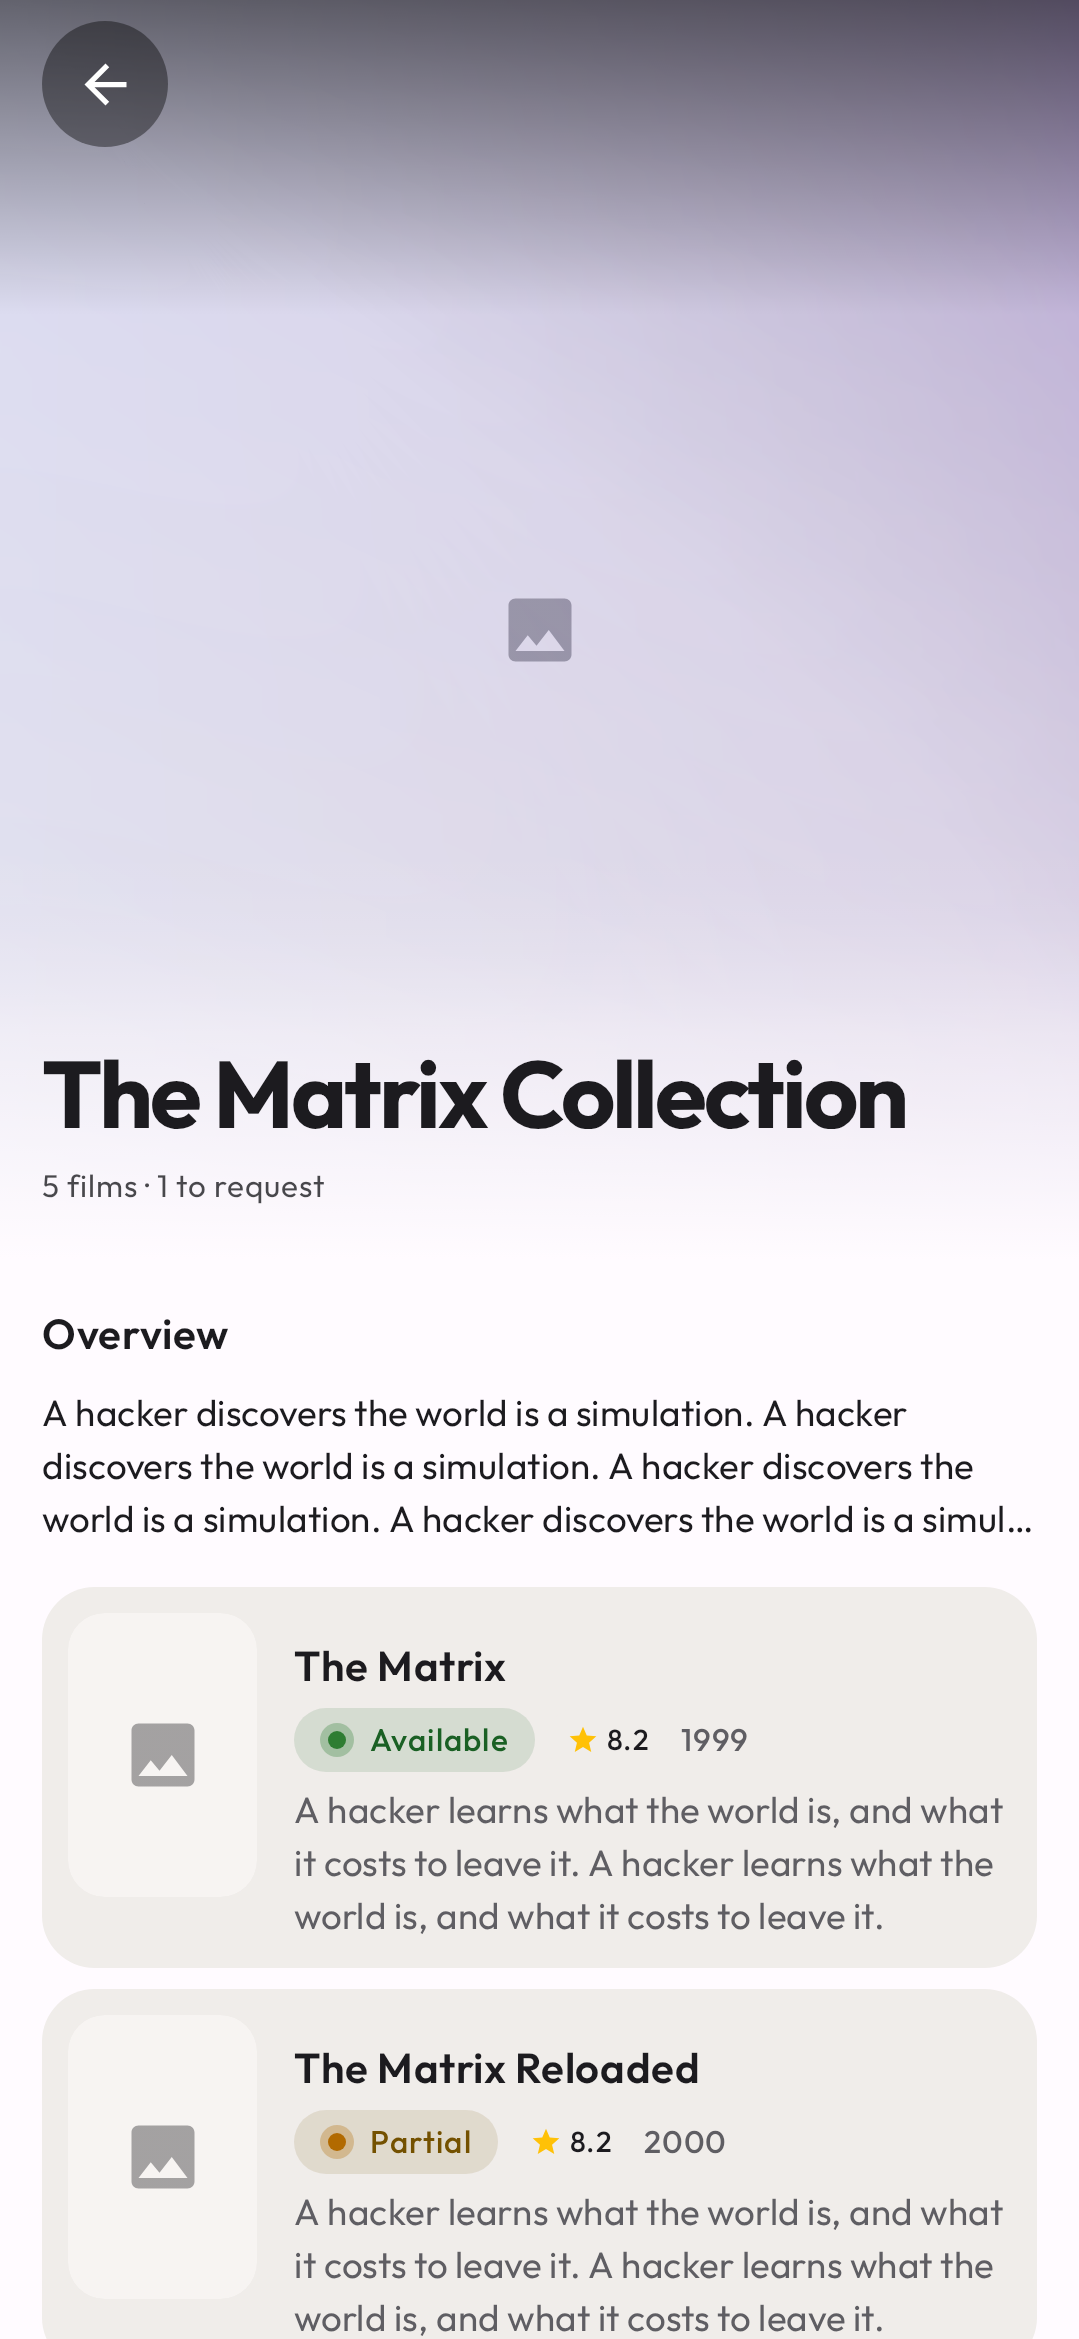 The Matrix Collection
5 films · 1 to request
Overview
A hacker discovers the world is a simulation. A hacker
discovers the world is a simulation. A hacker discovers the
world is a simulation. A hacker discovers the world is a simul…
The Matrix
Available 8.2 1999
A hacker learns what the world is, and what
it costs to leave it. A hacker learns what the
world is, and what it costs to leave it.
The Matrix Reloaded
Partial 8.2 2000
A hacker learns what the world is, and what
it costs to leave it. A hacker learns what the
world is, and what it costs to leave it.